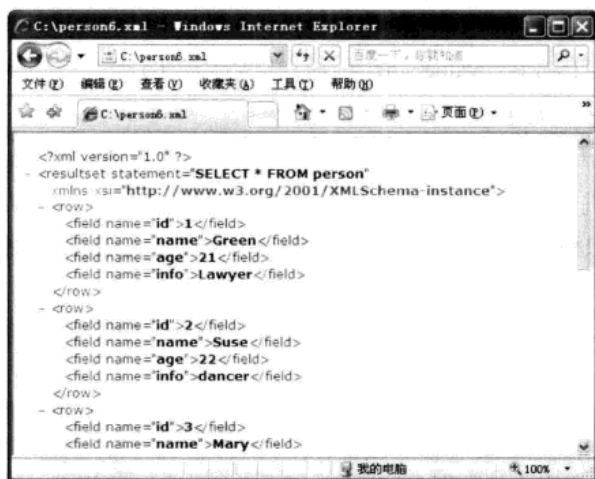 C:\person6.xml - Windows Internet Explorer
C:\person6.xml
百度一下，你就知道
文件(F) 编辑(E) 查看(V) 收藏夹(A) 工具(T) 帮助(H)
C:\person6.xml 页面(P) »
<?xml version="1.0" ?>
- <resultset statement="SELECT * FROM person"
xmlns:xsi="http://www.w3.org/2001/XMLSchema-instance">
- <row>
<field name="id">1</field>
<field name="name">Green</field>
<field name="age">21</field>
<field name="info">Lawyer</field>
</row>
- <row>
<field name="id">2</field>
<field name="name">Suse</field>
<field name="age">22</field>
<field name="info">dancer</field>
</row>
- <row>
<field name="id">3</field>
<field name="name">Mary</field>
我的电脑 100%